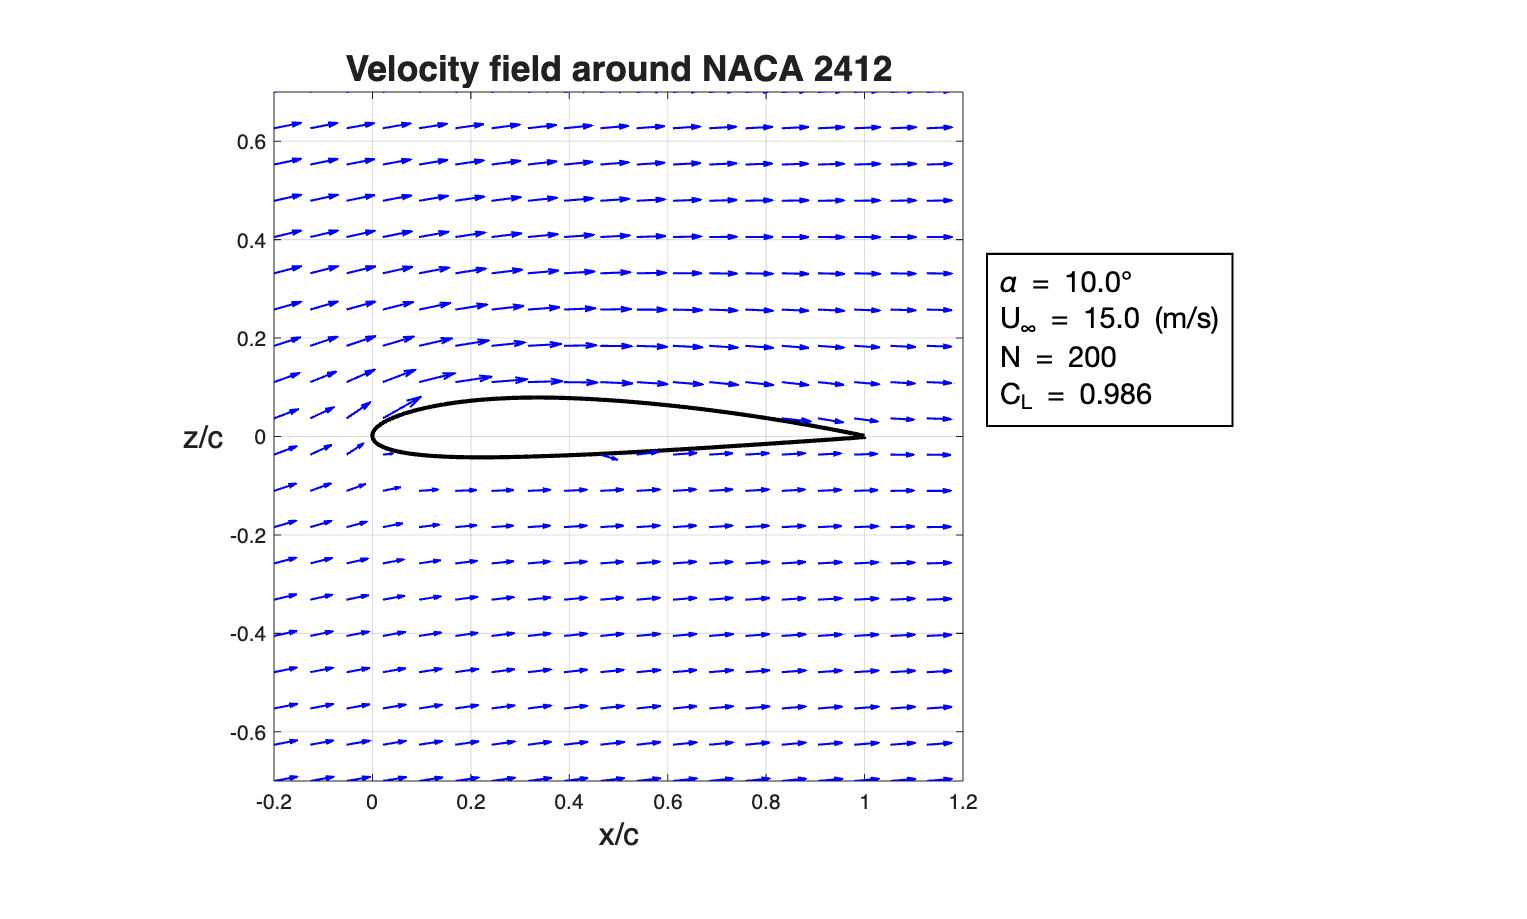 Velocity field around NACA 2412
0.6
0.4
0.2
0
-0.2
-0.4
-0.6
z/c
-0.2 0 0.2 0.4 0.6 0.8 1 1.2
x/c
α = 10.0°
U∞ = 15.0 (m/s)
N = 200
C_L = 0.986